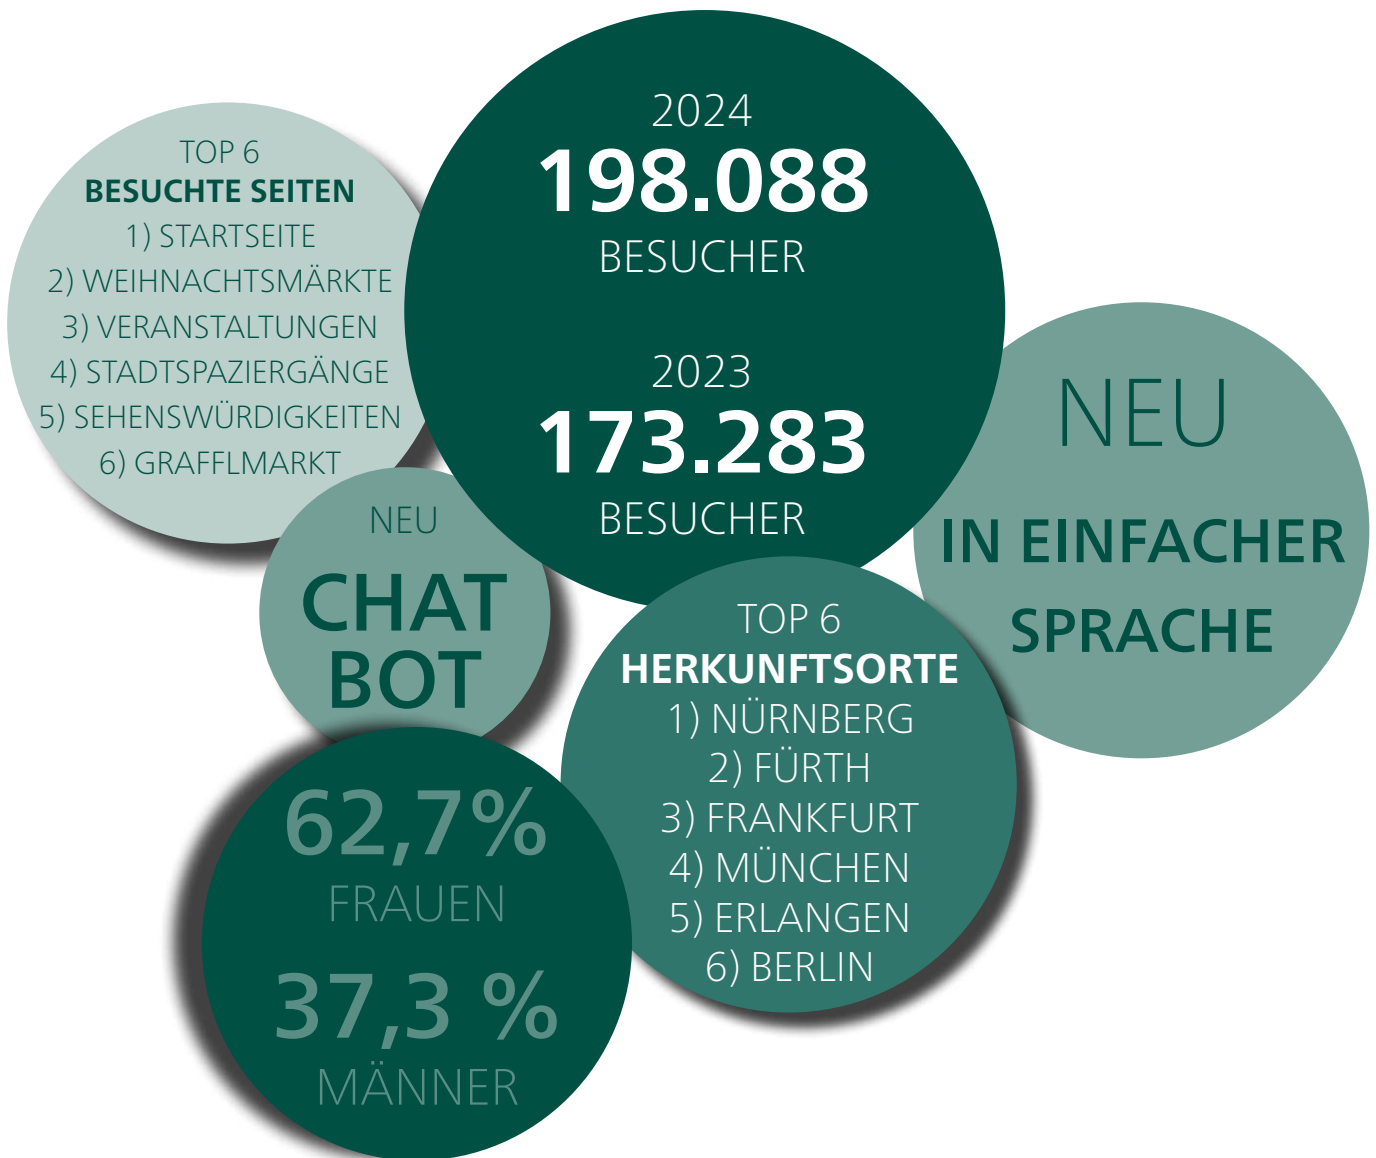 TOP 6
BESUCHTE SEITEN
1) STARTSEITE
2) WEIHNACHTSMÄRKTE
3) VERANSTALTUNGEN
4) STADTSPAZIERGÄNGE
5) SEHENSWÜRDIGKEITEN
6) GRAFFLMARKT
2024
198.088
BESUCHER
2023
173.283
BESUCHER
NEU
IN EINFACHER
SPRACHE
NEU
CHAT
BOT
TOP 6
HERKUNFTSORTE
1) NÜRNBERG
2) FÜRTH
3) FRANKFURT
4) MÜNCHEN
5) ERLANGEN
6) BERLIN
62,7%
FRAUEN
37,3 %
MÄNNER